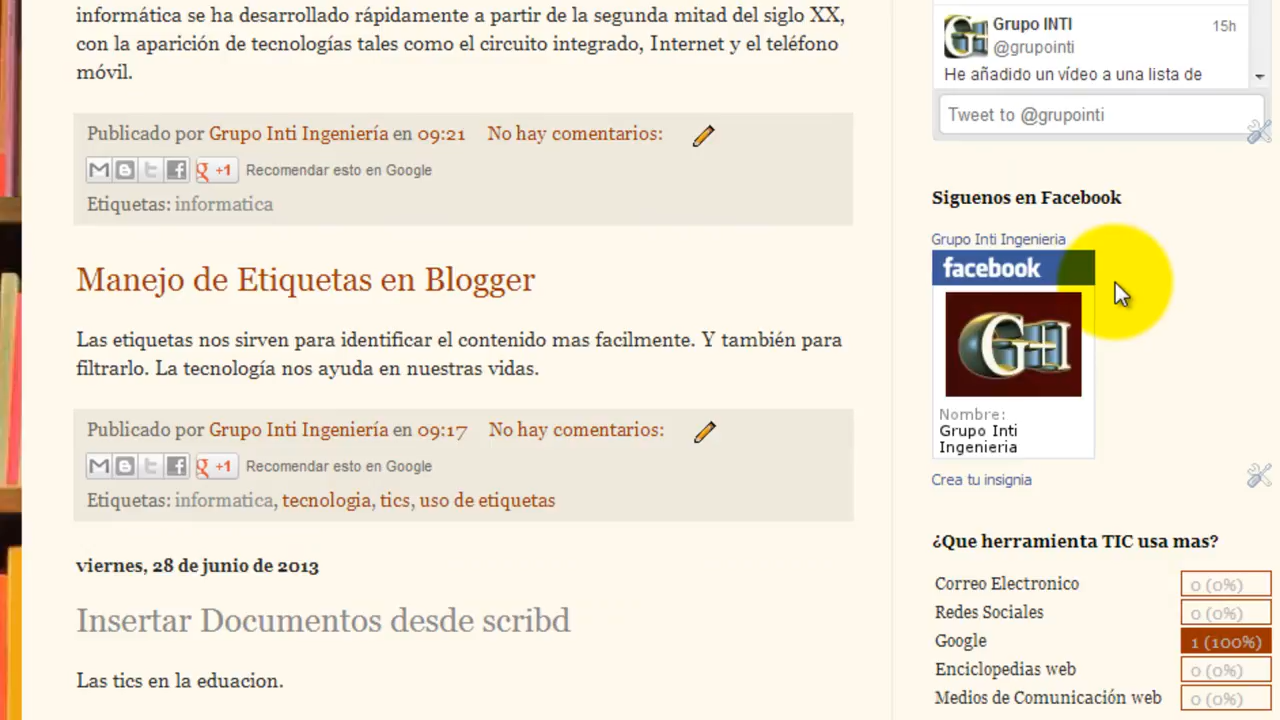 informática se ha desarrollado rápidamente a partir de la segunda mitad del siglo XX,
con la aparición de tecnologías tales como el circuito integrado, Internet y el teléfono
móvil.
Publicado por Grupo Inti Ingeniería en 09:21 No hay comentarios:
g +1 Recomendar esto en Google
Etiquetas: informatica
Manejo de Etiquetas en Blogger
Las etiquetas nos sirven para identificar el contenido mas facilmente. Y también para
filtrarlo. La tecnología nos ayuda en nuestras vidas.
Publicado por Grupo Inti Ingeniería en 09:17 No hay comentarios:
g +1 Recomendar esto en Google
Etiquetas: informatica, tecnologia, tics, uso de etiquetas
viernes, 28 de junio de 2013
Insertar Documentos desde scribd
Las tics en la eduacion.
Grupo INTI 15h
@grupointi
He añadido un vídeo a una lista de
Tweet to @grupointi
Siguenos en Facebook
Grupo Inti Ingenieria
facebook
G+I
Nombre:
Grupo Inti
Ingenieria
Crea tu insignia
¿Que herramienta TIC usa mas?
Correo Electronico 0 (0%)
Redes Sociales 0 (0%)
Google 1 (100%)
Enciclopedias web 0 (0%)
Medios de Comunicación web 0 (0%)